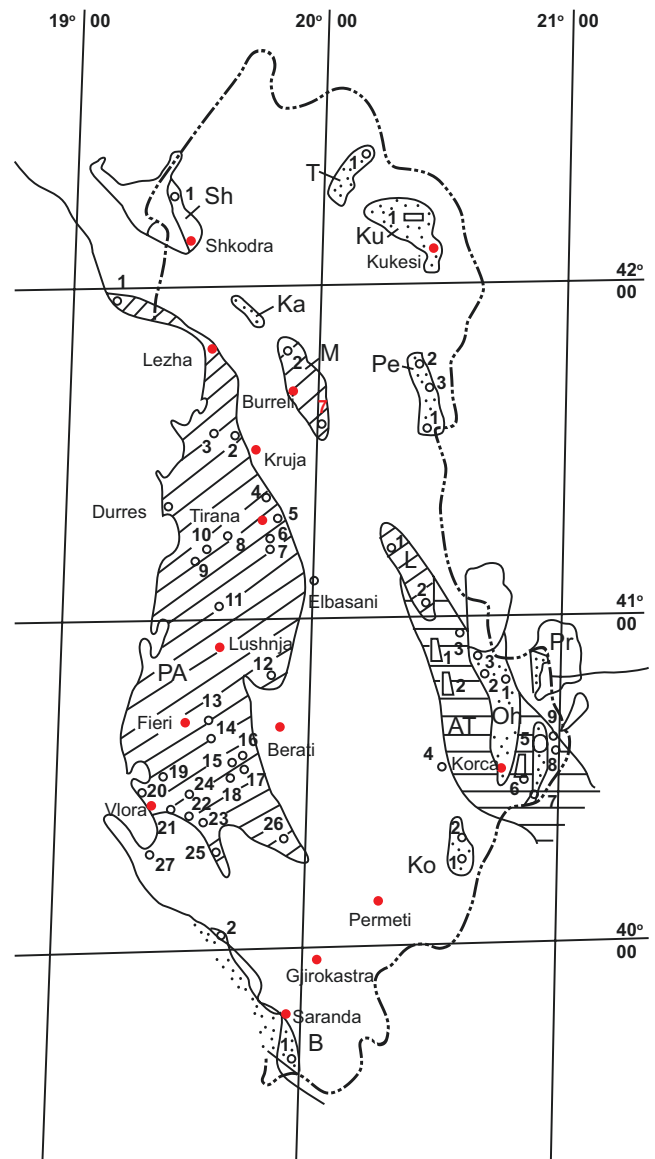 19° 00
20° 00
21° 00
1
T
1
Sh
1
Ku
Shkodra
Kukesi
42°
00
1
Ka
Lezha
2
M
Pe
2
3
Burreli
7
1
3
2
Kruja
4
Durres
Tirana
5
10
8
6
7
9
1
L
2
11
Elbasani
41°
00
Lushnja
3
1
3
Pr
PA
12
2
2
1
13
Oh
Fieri
14
AT
9
Berati
5
O
16
15
4
Korca
8
19
17
20
24
18
6
7
Vlora
22
21
23
26
2
25
27
Ko
1
Permeti
2
40°
00
Gjirokastra
Saranda
1
B